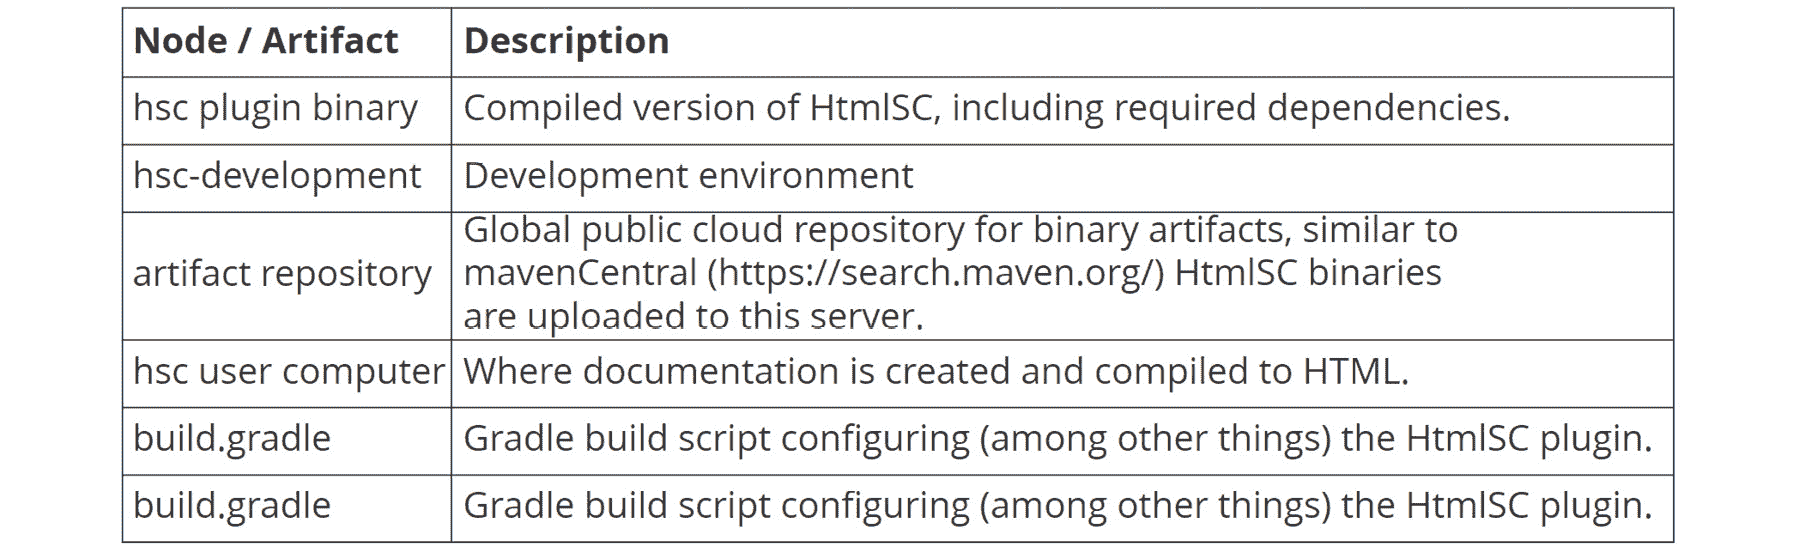 Node / Artifact Description
hsc plugin binary Compiled version of HtmlSC, including required dependencies.
hsc-development Development environment
artifact repository Global public cloud repository for binary artifacts, similar to
mavenCentral (https://search.maven.org/) HtmlSC binaries
are uploaded to this server.
hsc user computer Where documentation is created and compiled to HTML.
build.gradle Gradle build script configuring (among other things) the HtmlSC plugin.
build.gradle Gradle build script configuring (among other things) the HtmlSC plugin.